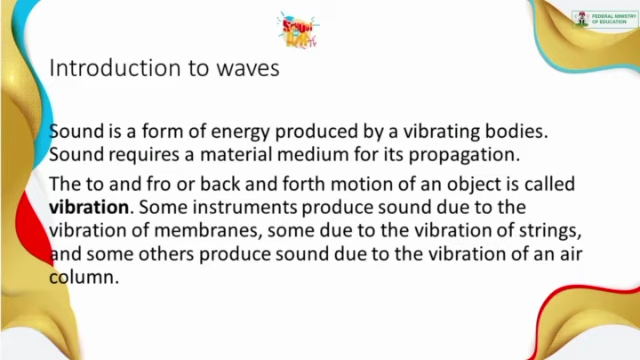 FEDERAL MINISTRY
OF EDUCATION
Introduction to waves
Sound is a form of energy produced by a vibrating bodies.
Sound requires a material medium for its propagation.
The to and fro or back and forth motion of an object is called
vibration. Some instruments produce sound due to the
vibration of membranes, some due to the vibration of strings,
and some others produce sound due to the vibration of an air
column.